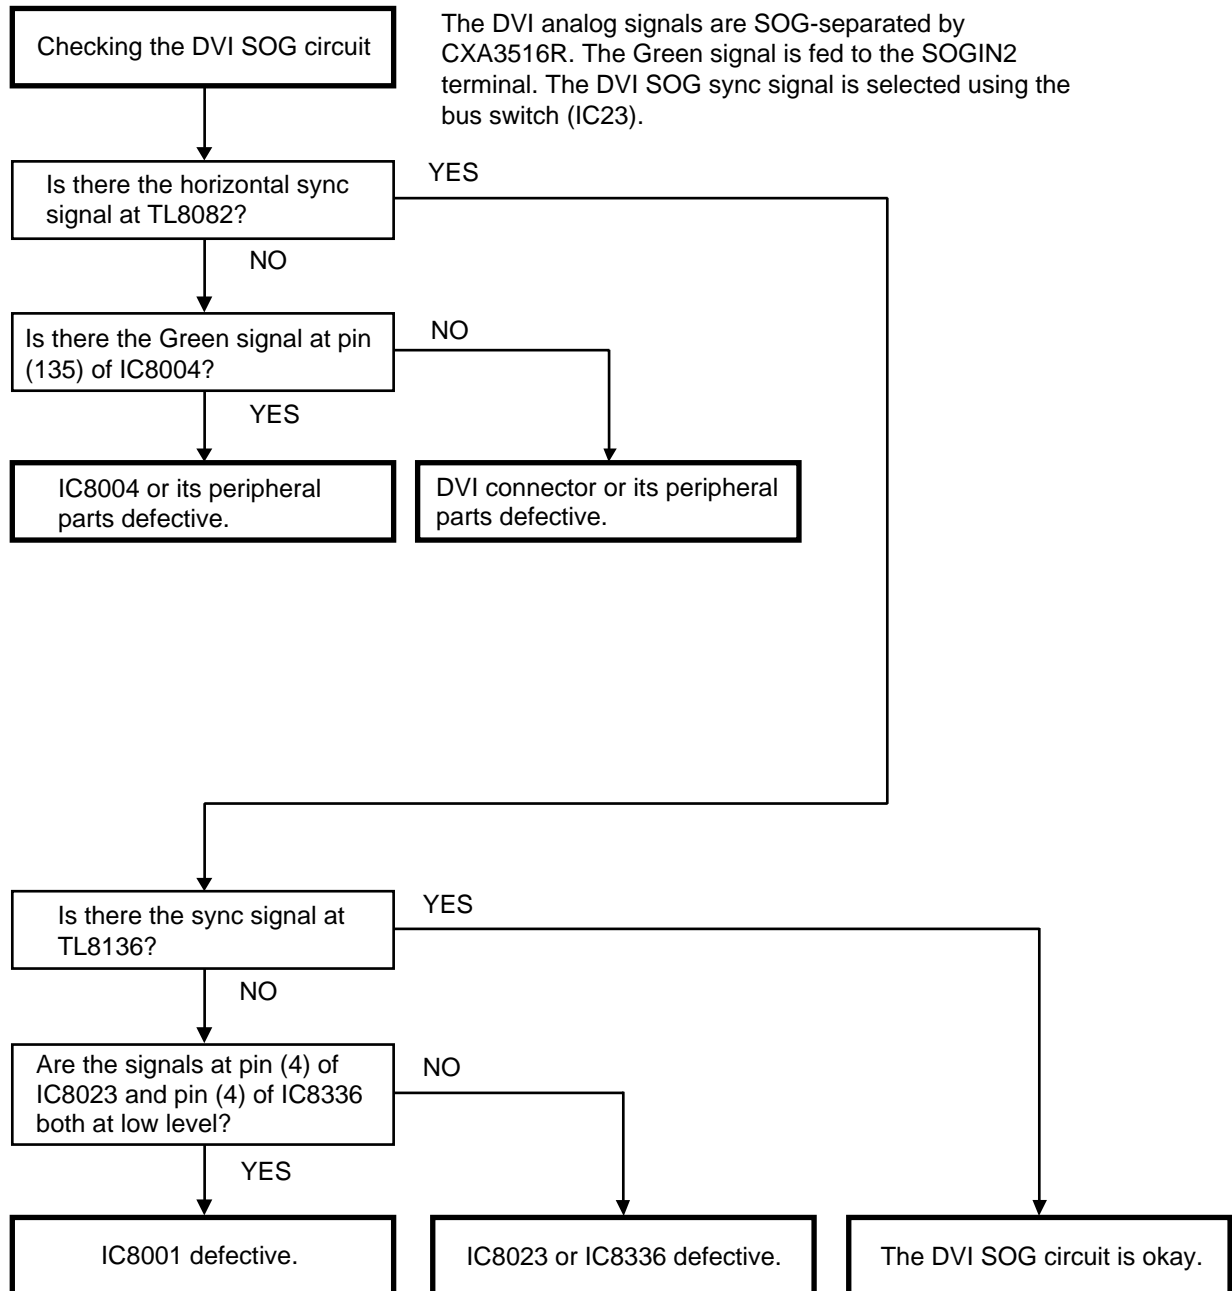 Checking the DVI SOG circuit
The DVI analog signals are SOG-separated by
CXA3516R. The Green signal is fed to the SOGIN2
terminal. The DVI SOG sync signal is selected using the
bus switch (IC23).
Is there the horizontal sync
signal at TL8082?
YES
NO
Is there the Green signal at pin
(135) of IC8004?
NO
YES
IC8004 or its peripheral
parts defective.
DVI connector or its peripheral
parts defective.
Is there the sync signal at
TL8136?
YES
NO
Are the signals at pin (4) of
IC8023 and pin (4) of IC8336
both at low level?
NO
YES
IC8001 defective.
IC8023 or IC8336 defective.
The DVI SOG circuit is okay.